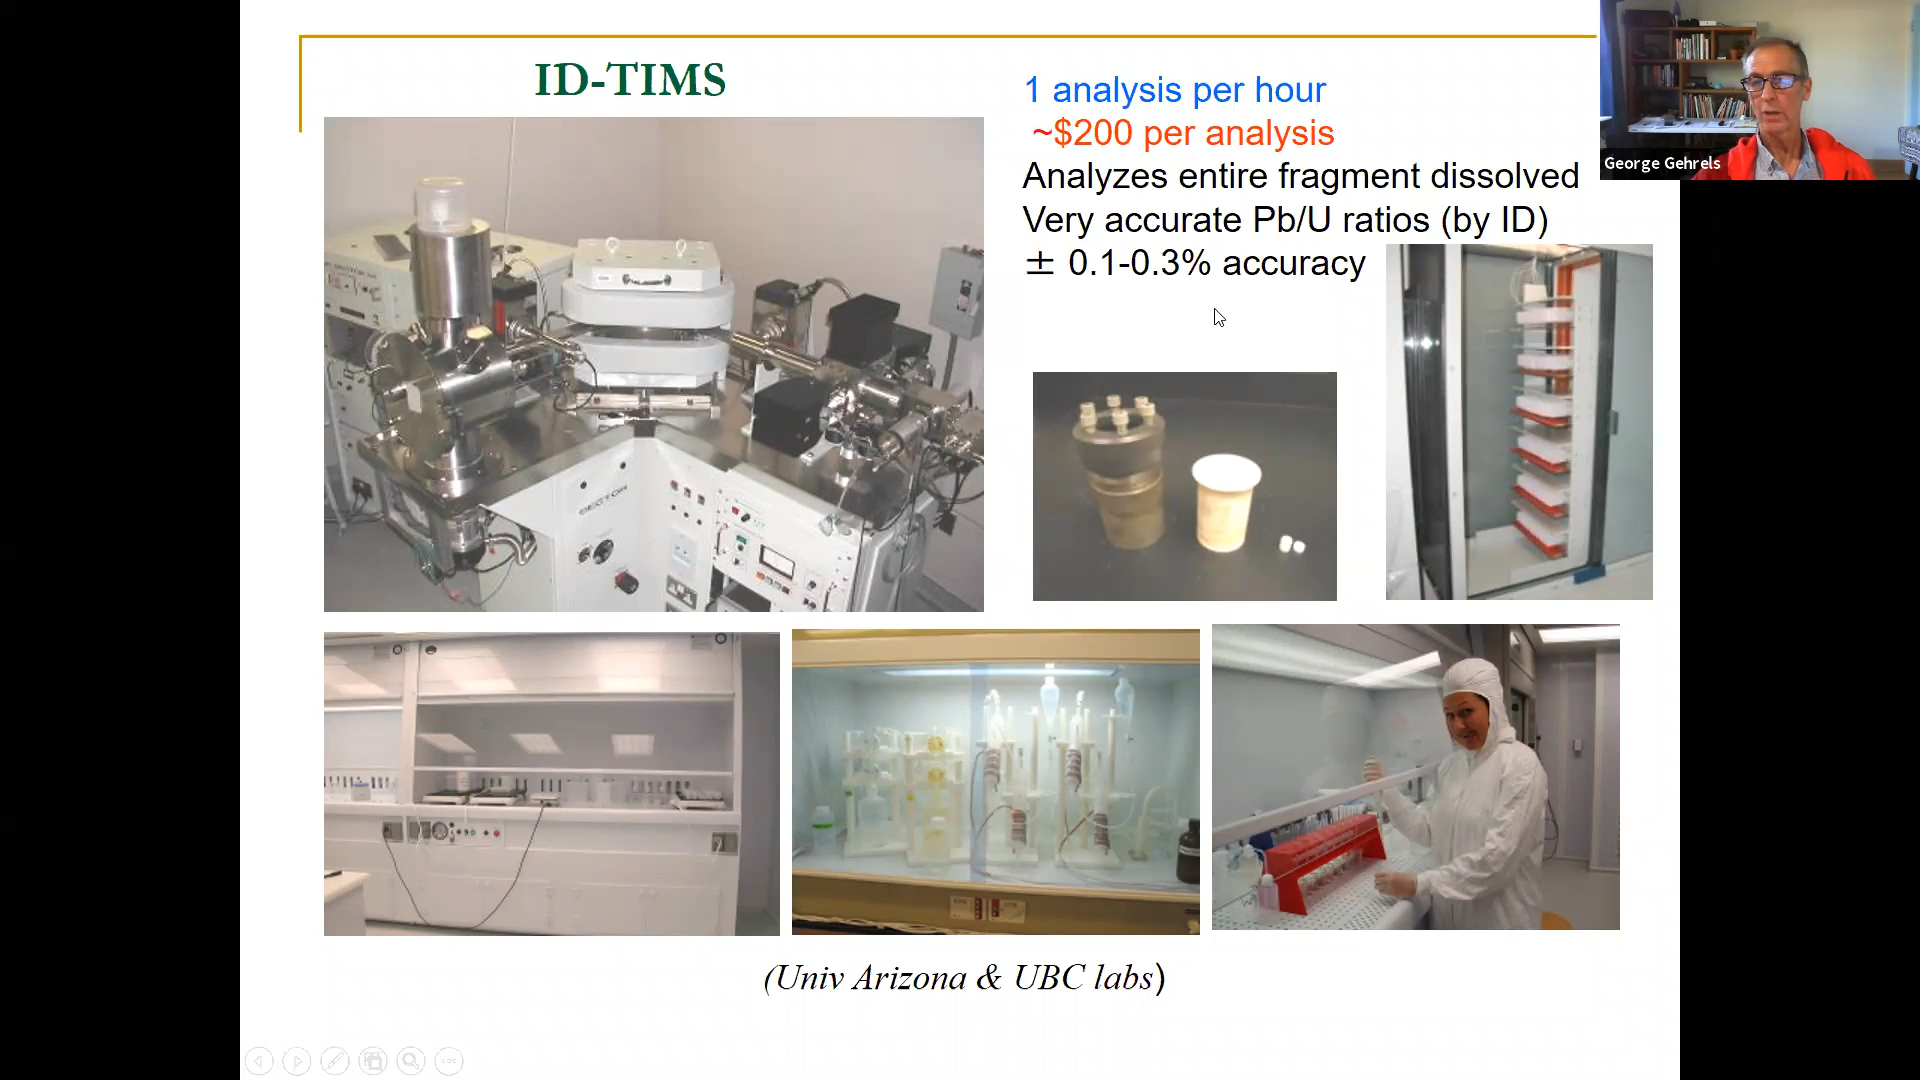 ID-TIMS
1 analysis per hour
~$200 per analysis
Analyzes entire fragment dissolved
Very accurate Pb/U ratios (by ID)
± 0.1-0.3% accuracy
George Gehrels
SECTOR
(Univ Arizona & UBC labs)